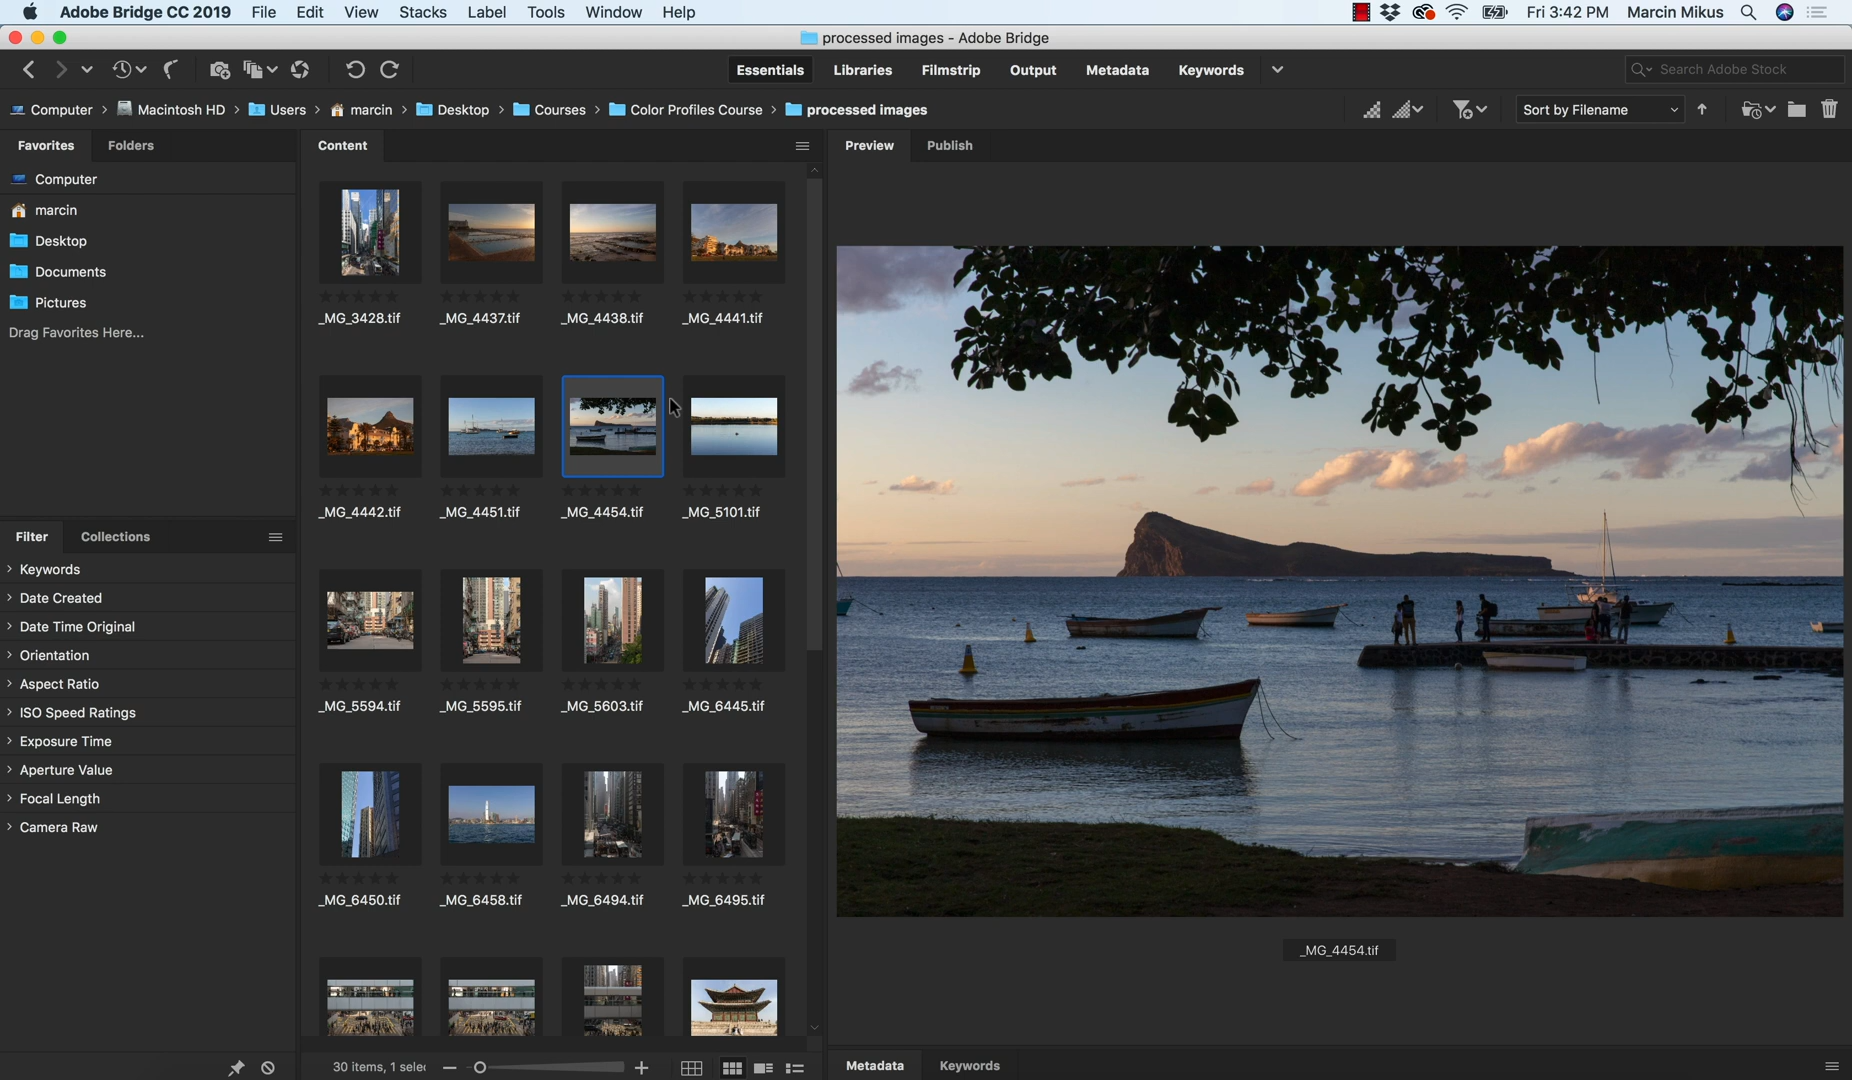 Adobe Bridge CC 2019 File Edit View Stacks Label Tools Window Help Fri 3:42 PM Marcin Mikus
processed images - Adobe Bridge
Essentials Libraries Filmstrip Output Metadata Keywords Search Adobe Stock
Computer Macintosh HD Users marcin Desktop Courses Color Profiles Course processed images Sort by Filename
Favorites Folders
Computer
marcin
Desktop
Documents
Pictures
Drag Favorites Here...
Filter Collections
Keywords
Date Created
Date Time Original
Orientation
Aspect Ratio
ISO Speed Ratings
Exposure Time
Aperture Value
Focal Length
Camera Raw
Content
_MG_3428.tif _MG_4437.tif _MG_4438.tif _MG_4441.tif
_MG_4442.tif _MG_4451.tif _MG_4454.tif _MG_5101.tif
_MG_5594.tif _MG_5595.tif _MG_5603.tif _MG_6445.tif
_MG_6450.tif _MG_6458.tif _MG_6494.tif _MG_6495.tif
30 items, 1 selec
Preview Publish
_MG_4454.tif
Metadata Keywords